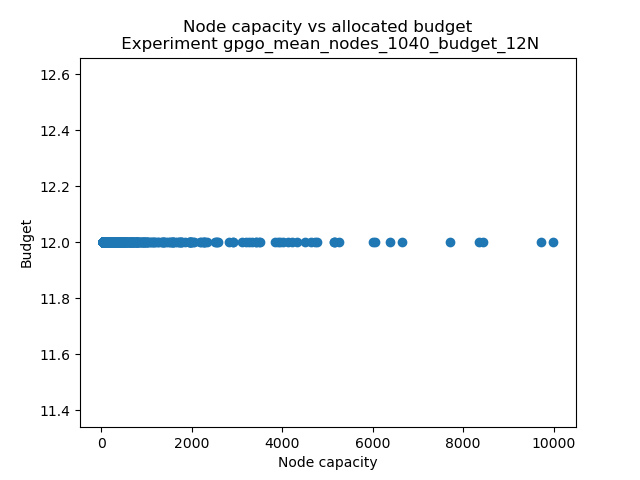 Node capacity vs allocated budget
Experiment gpgo_mean_nodes_1040_budget_12N
12.6
12.4
12.2
12.0
11.8
11.6
11.4
Budget
0 2000 4000 6000 8000 10000
Node capacity